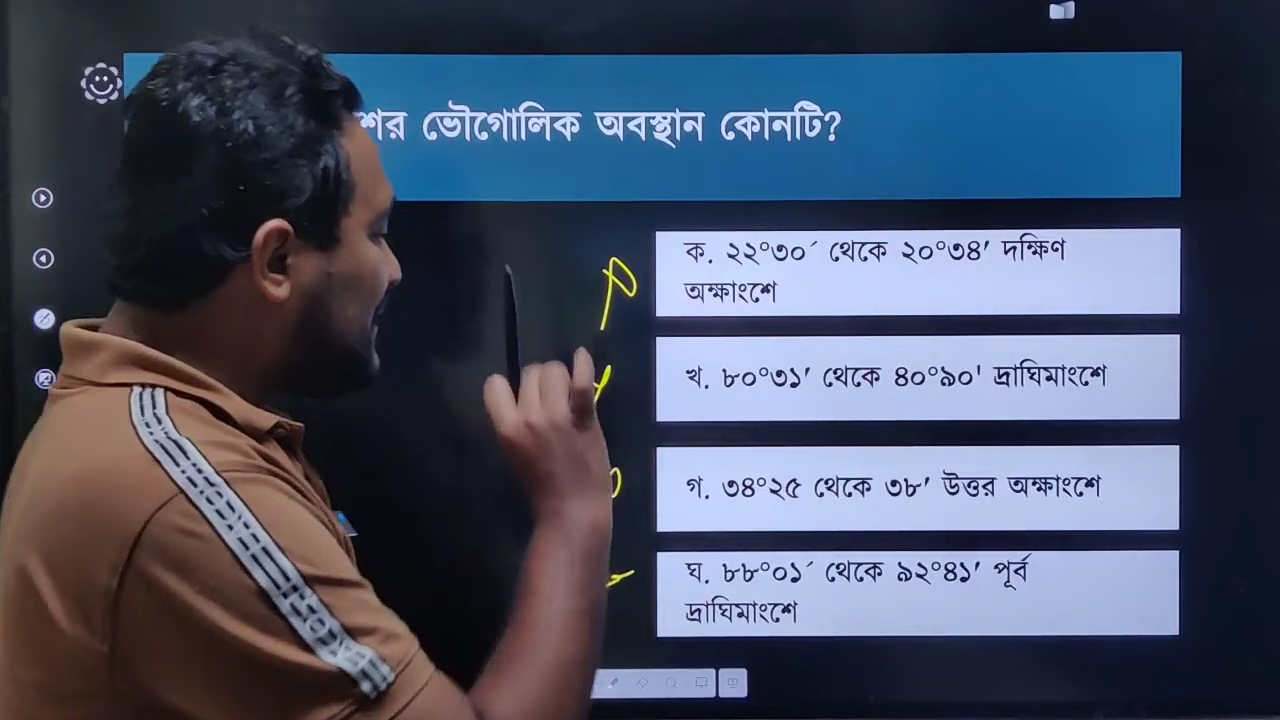 ভৌগোলিক অবস্থান কোনটি?
ক. ২২°৩০´ থেকে ২০°৩৪′ দক্ষিণ
অক্ষাংশে
খ. ৮০°৩১′ থেকে ৪০°৯০' দ্রাঘিমাংশে
গ. ৩৪°২৫ থেকে ৩৮′ উত্তর অক্ষাংশে
ঘ. ৮৮°০১´ থেকে ৯২°৪১′ পূর্ব
দ্রাঘিমাংশে